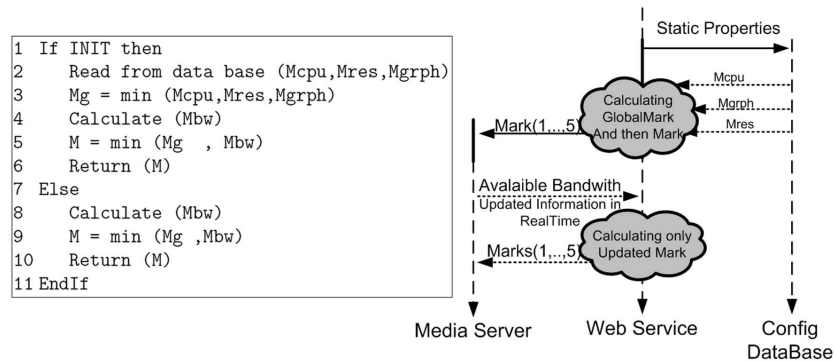 1 If INIT then
2 Read from data base (Mcpu,Mres,Mgrph)
3 Mg = min (Mcpu,Mres,Mgrph)
4 Calculate (Mbw)
5 M = min (Mg , Mbw)
6 Return (M)
7 Else
8 Calculate (Mbw)
9 M = min (Mg ,Mbw)
10 Return (M)
11 EndIf
Static Properties
Mcpu
Mgrph
Mres
Calculating
GlobalMark
And then Mark
Mark(1,..,5)
Avalaible Bandwith
Updated Information in
RealTime
Calculating only
Updated Mark
Marks(1,..,5)
Media Server
Web Service
Config
DataBase